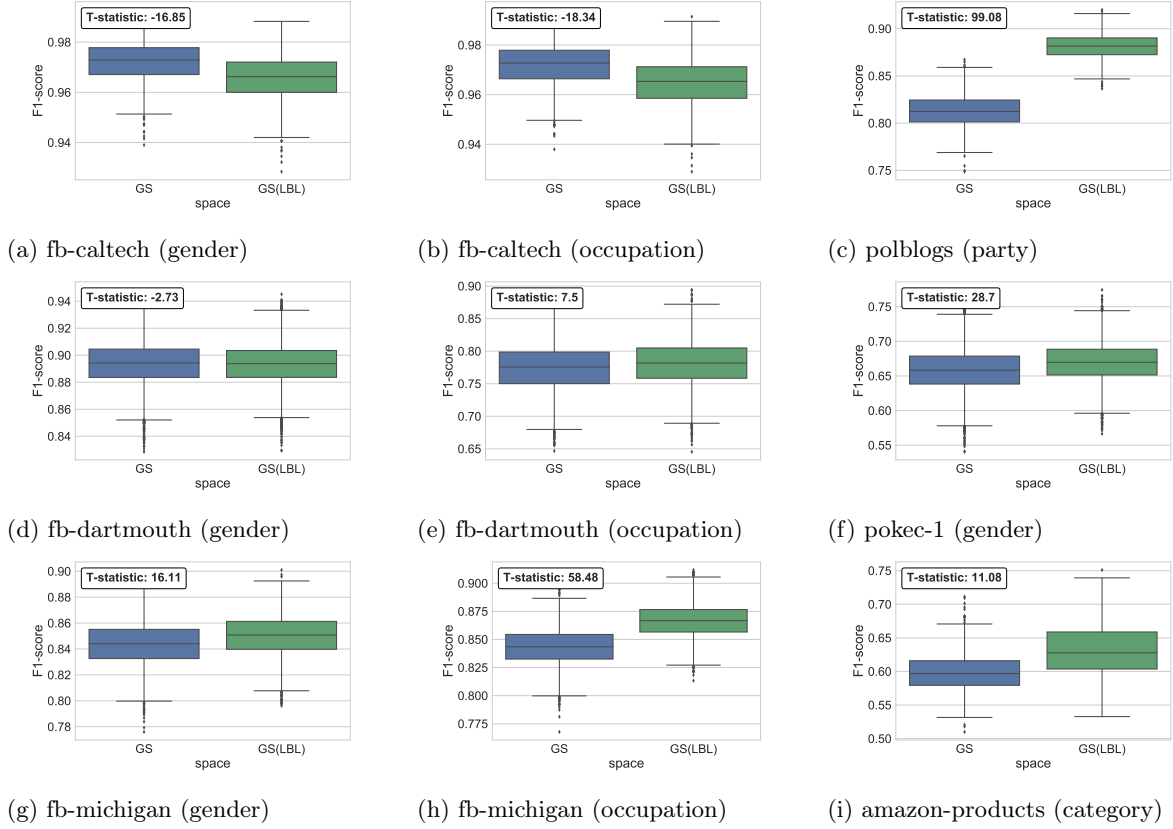 T-statistic: -16.85
0.98
0.96
0.94
F1-score
GS
GS(LBL)
space
(a) fb-caltech (gender)
T-statistic: -18.34
0.98
0.96
0.94
F1-score
GS
GS(LBL)
space
(b) fb-caltech (occupation)
T-statistic: 99.08
0.90
0.85
0.80
0.75
F1-score
GS
GS(LBL)
space
(c) polblogs (party)
T-statistic: -2.73
0.94
0.92
0.90
0.88
0.86
0.84
F1-score
GS
GS(LBL)
space
(d) fb-dartmouth (gender)
T-statistic: 7.5
0.90
0.85
0.80
0.75
0.70
0.65
F1-score
GS
GS(LBL)
space
(e) fb-dartmouth (occupation)
T-statistic: 28.7
0.75
0.70
0.65
0.60
0.55
F1-score
GS
GS(LBL)
space
(f) pokec-1 (gender)
T-statistic: 16.11
0.90
0.88
0.86
0.84
0.82
0.80
0.78
0.76
F1-score
GS
GS(LBL)
space
(g) fb-michigan (gender)
T-statistic: 58.48
0.900
0.875
0.850
0.825
0.800
0.775
F1-score
GS
GS(LBL)
space
(h) fb-michigan (occupation)
T-statistic: 11.08
0.75
0.70
0.65
0.60
0.55
0.50
F1-score
GS
GS(LBL)
space
(i) amazon-products (category)